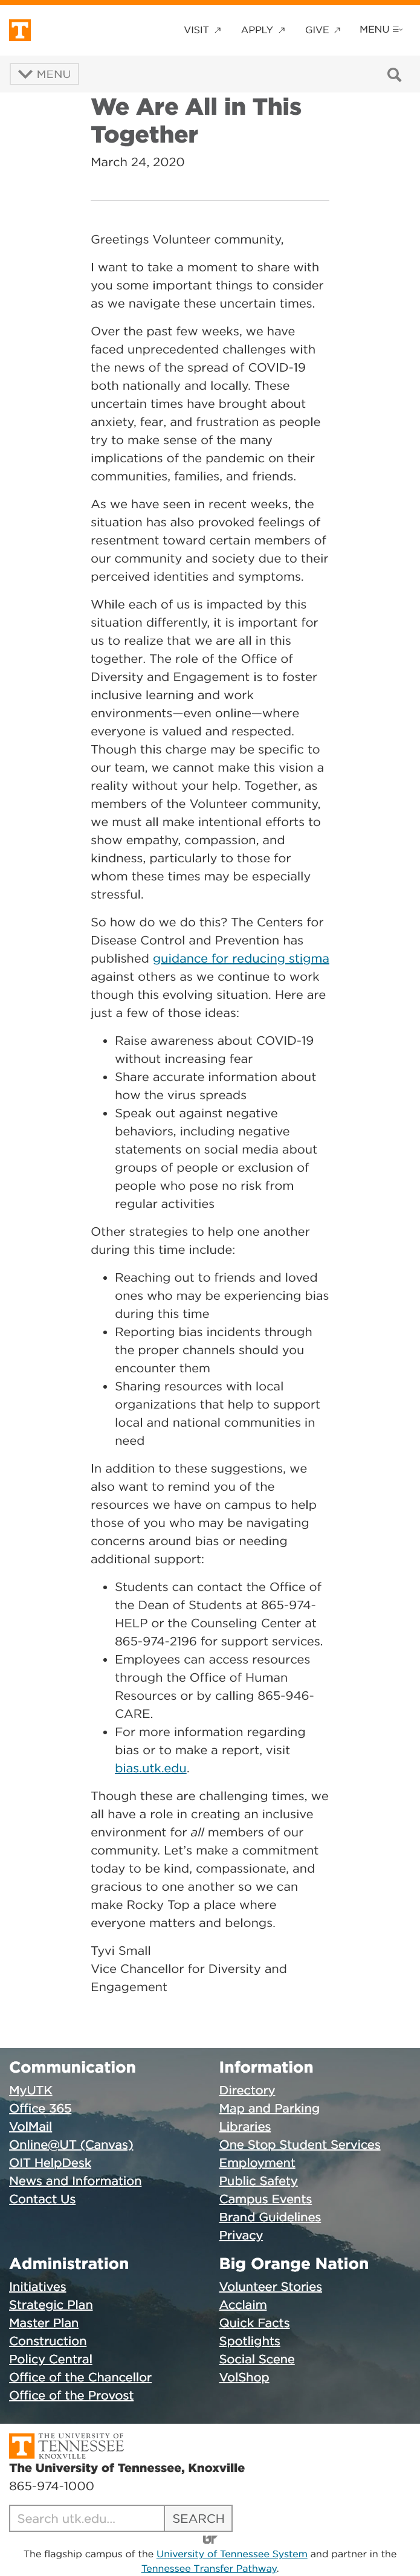 T
VISIT ↗ APPLY ↗ GIVE ↗ MENU
MENU
We Are All in This
Together
March 24, 2020
Greetings Volunteer community,
I want to take a moment to share with
you some important things to consider
as we navigate these uncertain times.
Over the past few weeks, we have
faced unprecedented challenges with
the news of the spread of COVID-19
both nationally and locally. These
uncertain times have brought about
anxiety, fear, and frustration as people
try to make sense of the many
implications of the pandemic on their
communities, families, and friends.
As we have seen in recent weeks, the
situation has also provoked feelings of
resentment toward certain members of
our community and society due to their
perceived identities and symptoms.
While each of us is impacted by this
situation differently, it is important for
us to realize that we are all in this
together. The role of the Office of
Diversity and Engagement is to foster
inclusive learning and work
environments—even online—where
everyone is valued and respected.
Though this charge may be specific to
our team, we cannot make this vision a
reality without your help. Together, as
members of the Volunteer community,
we must all make intentional efforts to
show empathy, compassion, and
kindness, particularly to those for
whom these times may be especially
stressful.
So how do we do this? The Centers for
Disease Control and Prevention has
published guidance for reducing stigma
against others as we continue to work
though this evolving situation. Here are
just a few of those ideas:
• Raise awareness about COVID-19
without increasing fear
• Share accurate information about
how the virus spreads
• Speak out against negative
behaviors, including negative
statements on social media about
groups of people or exclusion of
people who pose no risk from
regular activities
Other strategies to help one another
during this time include:
• Reaching out to friends and loved
ones who may be experiencing bias
during this time
• Reporting bias incidents through
the proper channels should you
encounter them
• Sharing resources with local
organizations that help to support
local and national communities in
need
In addition to these suggestions, we
also want to remind you of the
resources we have on campus to help
those of you who may be navigating
concerns around bias or needing
additional support:
• Students can contact the Office of
the Dean of Students at 865-974-
HELP or the Counseling Center at
865-974-2196 for support services.
• Employees can access resources
through the Office of Human
Resources or by calling 865-946-
CARE.
• For more information regarding
bias or to make a report, visit
bias.utk.edu.
Though these are challenging times, we
all have a role in creating an inclusive
environment for all members of our
community. Let's make a commitment
today to be kind, compassionate, and
gracious to one another so we can
make Rocky Top a place where
everyone matters and belongs.
Tyvi Small
Vice Chancellor for Diversity and
Engagement
Communication
MyUTK
Office 365
VolMail
Online@UT (Canvas)
OIT HelpDesk
News and Information
Contact Us
Information
Directory
Map and Parking
Libraries
One Stop Student Services
Employment
Public Safety
Campus Events
Brand Guidelines
Privacy
Administration
Initiatives
Strategic Plan
Master Plan
Construction
Policy Central
Office of the Chancellor
Office of the Provost
Big Orange Nation
Volunteer Stories
Acclaim
Quick Facts
Spotlights
Social Scene
VolShop
T THE UNIVERSITY OF
TENNESSEE
KNOXVILLE
The University of Tennessee, Knoxville
865-974-1000
Search utk.edu... SEARCH
UT
The flagship campus of the University of Tennessee System and partner in the
Tennessee Transfer Pathway.